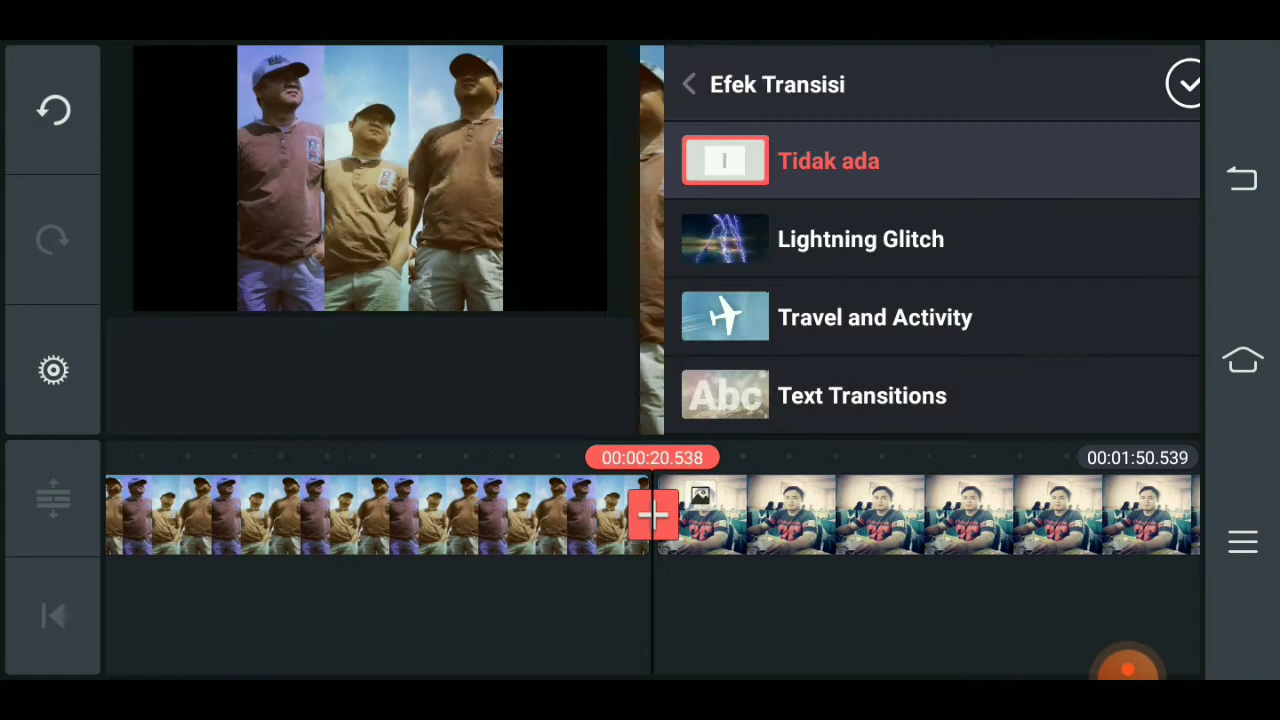 Efek Transisi
Tidak ada
Lightning Glitch
Travel and Activity
Abc
Text Transitions
00:00:20.538
00:01:50.539